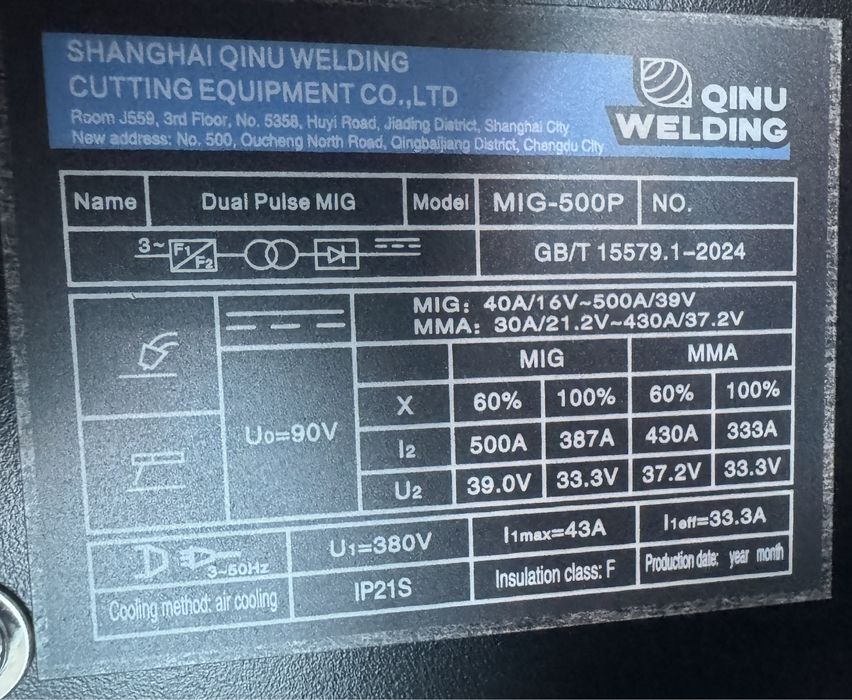 SHANGHAI QINU WELDING
CUTTING EQUIPMENT CO.,LTD
Room J559, 3rd Floor, No. 5358, Huyi Road, Jiading District, Shanghai City
New address: No. 500, Oucheng North Road, Qingbaijiang District, Chengdu City
QINU
WELDING
Name Dual Pulse MIG Model MIG-500P NO.
3~ F1 F2 GB/T 15579.1-2024
MIG: 40A/16V~500A/39V
MMA: 30A/21.2V~430A/37.2V
U0=90V
MIG MMA
X 60% 100% 60% 100%
I2 500A 387A 430A 333A
U2 39.0V 33.3V 37.2V 33.3V
3~50Hz U1=380V I1max=43A I1eff=33.3A
Cooling method: air cooling IP21S Insulation class: F Production date: year month